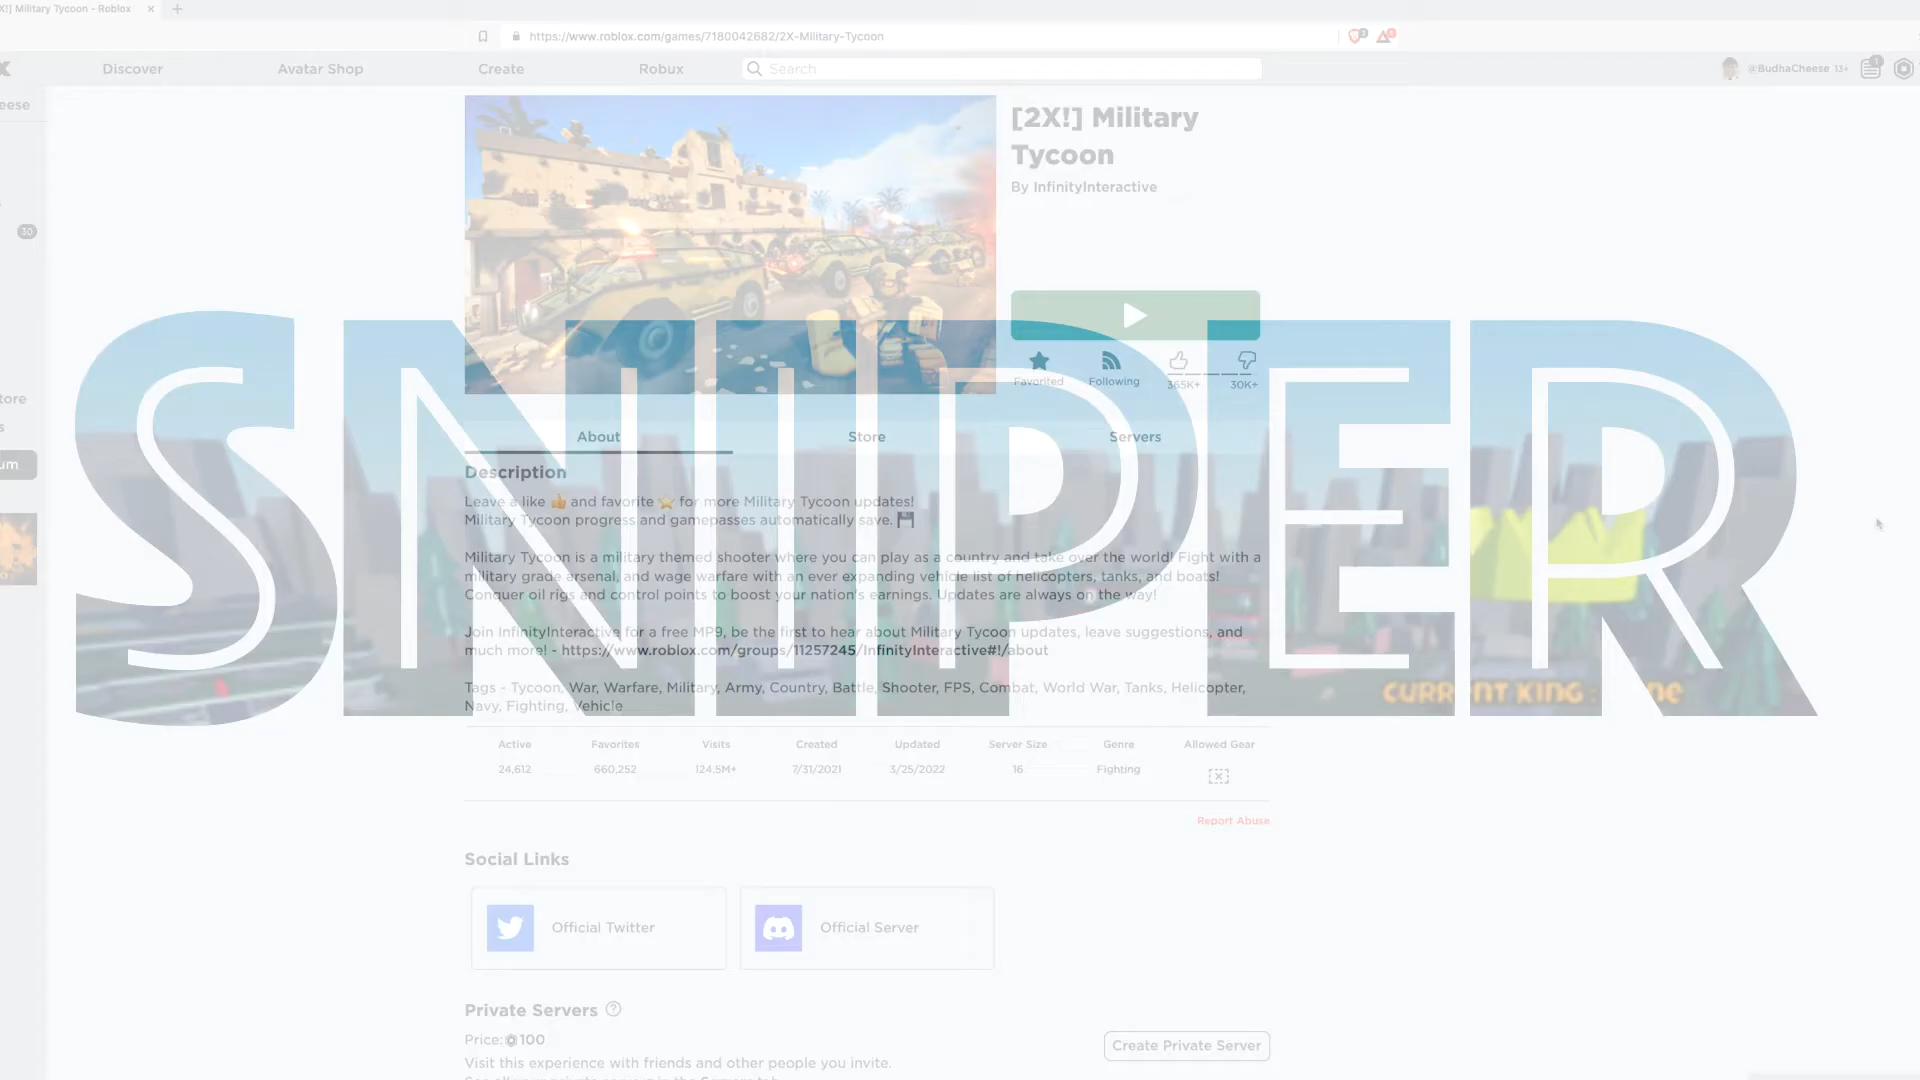 X!] Military Tycoon - Roblox
https://www.roblox.com/games/7180042682/2X-Military-Tycoon
Discover
Avatar Shop
Create
Robux
Search
@BudhaCheese 13+
eese
30
tore
s
um
[2X!] Military
Tycoon
By InfinityInteractive
Favorited
Following
365K+
30K+
SNIIPER
About
Store
Servers
Description
Leave a like 👍 and favorite ⭐ for more Military Tycoon updates!
Military Tycoon progress and gamepasses automatically save. 💾
Military Tycoon is a military themed shooter where you can play as a country and take over the world! Fight with a
military grade arsenal, and wage warfare with an ever expanding vehicle list of helicopters, tanks, and boats!
Conquer oil rigs and control points to boost your nation's earnings. Updates are always on the way!
Join InfinityInteractive for a free MP9, be the first to hear about Military Tycoon updates, leave suggestions, and
much more! - https://www.roblox.com/groups/11257245/InfinityInteractive#!/about
CURRENT KING :
Tags - Tycoon, War, Warfare, Military, Army, Country, Battle, Shooter, FPS, Combat, World War, Tanks, Helicopter,
Navy, Fighting, Vehicle
Active Favorites Visits Created Updated Server Size Genre Allowed Gear
24,612 660,252 124.5M+ 7/31/2021 3/25/2022 16 Fighting
Report Abuse
Social Links
Official Twitter
Official Server
Private Servers
Price: 100
Create Private Server
Visit this experience with friends and other people you invite.